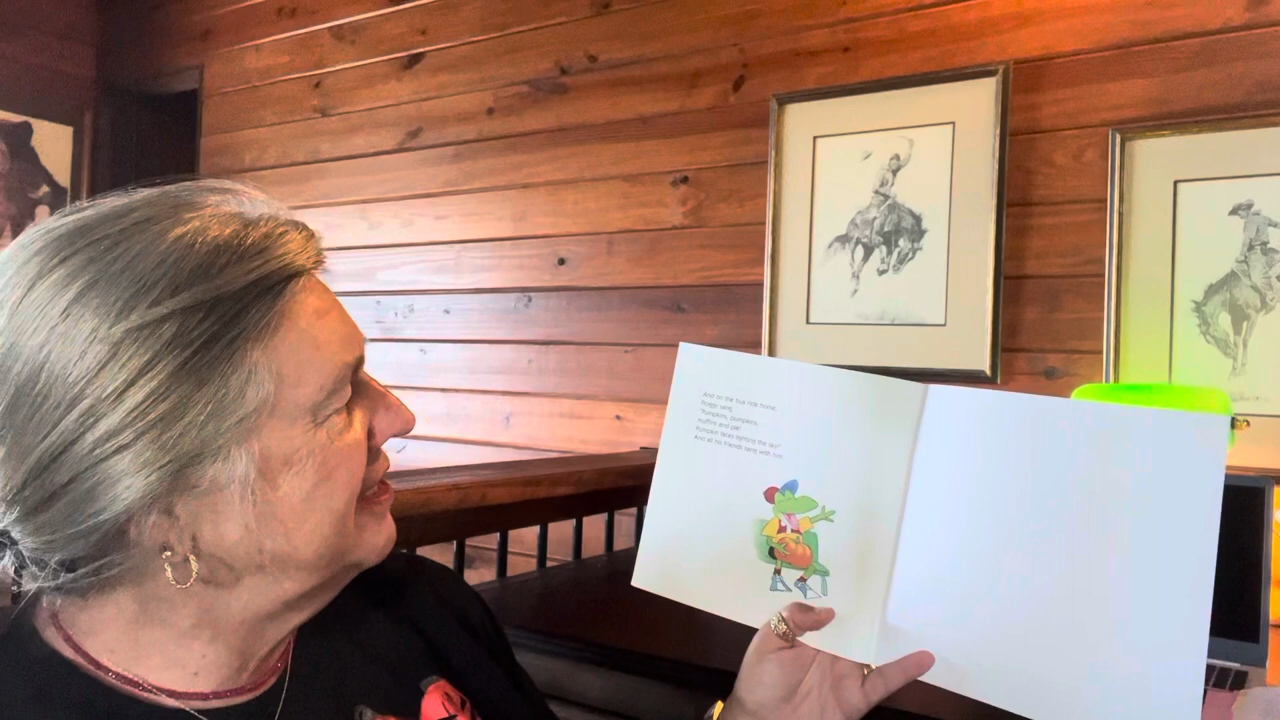 And on the bus ride home,
Froggy sang,
"Pumpkins, pumpkins,
muffins and pie!
Pumpkin faces lighting the sky!"
And all his friends sang with him.